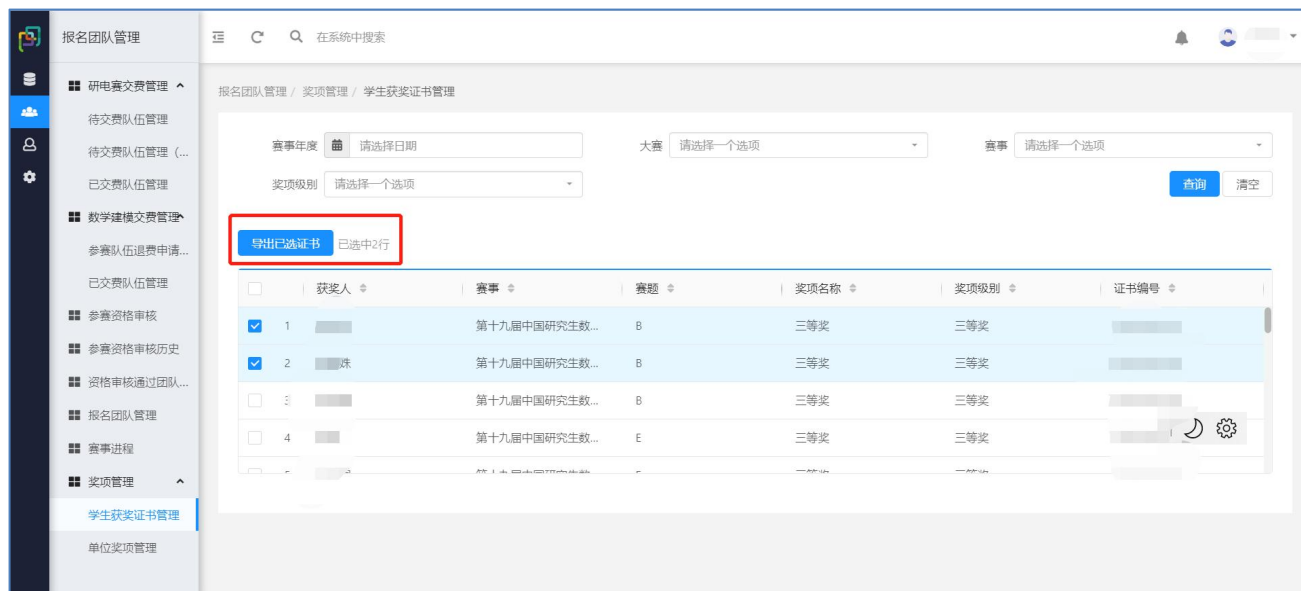 报名团队管理
在系统中搜索
研电赛交费管理
待交费队伍管理
待交费队伍管理 (...
已交费队伍管理
数学建模交费管理
参赛队伍退费申请...
已交费队伍管理
参赛资格审核
参赛资格审核历史
资格审核通过团队...
报名团队管理
赛事进程
奖项管理
学生获奖证书管理
单位奖项管理
报名团队管理 / 奖项管理 / 学生获奖证书管理
赛事年度 请选择日期 大赛 请选择一个选项 赛事 请选择一个选项
奖项级别 请选择一个选项 查询 清空
导出已选证书 已选中2行
获奖人 赛事 赛题 奖项名称 奖项级别 证书编号
1 第十九届中国研究生数... B 三等奖 三等奖
2 珠 第十九届中国研究生数... B 三等奖 三等奖
3 第十九届中国研究生数... B 三等奖 三等奖
4 第十九届中国研究生数... E 三等奖 三等奖